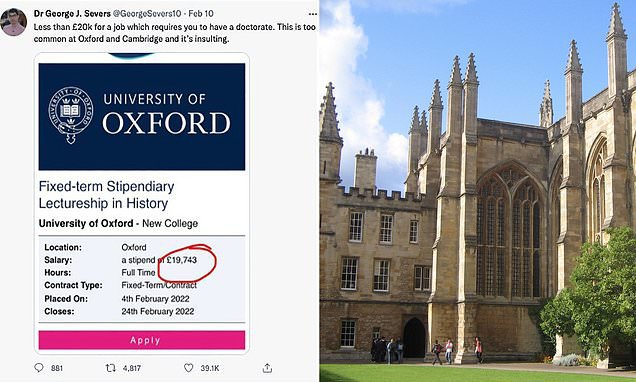 Dr George J. Severs @GeorgeSevers10 · Feb 10 ...
Less than £20k for a job which requires you to have a doctorate. This is too
common at Oxford and Cambridge and it's insulting.
UNIVERSITY OF
OXFORD
Fixed-term Stipendiary
Lectureship in History
University of Oxford - New College
Location: Oxford
Salary: a stipend of £19,743
Hours: Full Time
Contract Type: Fixed-Term/Contract
Placed On: 4th February 2022
Closes: 24th February 2022
Apply
881 4,817 39.1K